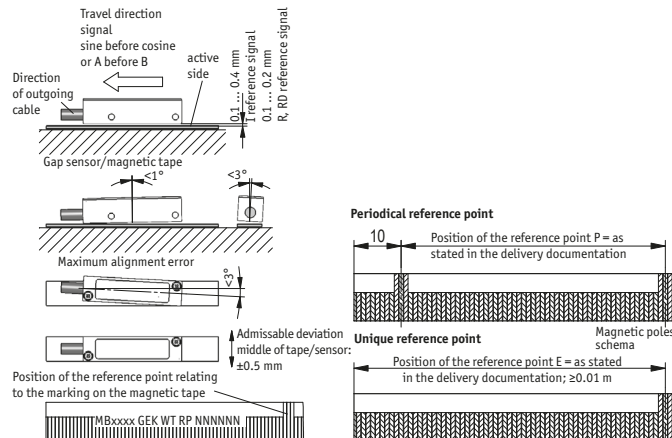 Travel direction
signal
sine before cosine
or A before B
active
side
Direction
of outgoing
cable
0.1 ... 0.4 mm
I reference signal
0.1 ... 0.2 mm
R, RD reference signal
Gap sensor/magnetic tape
<1°
<3°
Maximum alignment error
<3°
Admissable deviation
middle of tape/sensor:
±0.5 mm
Position of the reference point relating
to the marking on the magnetic tape
MBxxxx GEK WT RP NNNNNN
Periodical reference point
10
Position of the reference point P = as
stated in the delivery documentation
Magnetic poles
schema
Unique reference point
Position of the reference point E = as stated
in the delivery documentation; ≥0.01 m